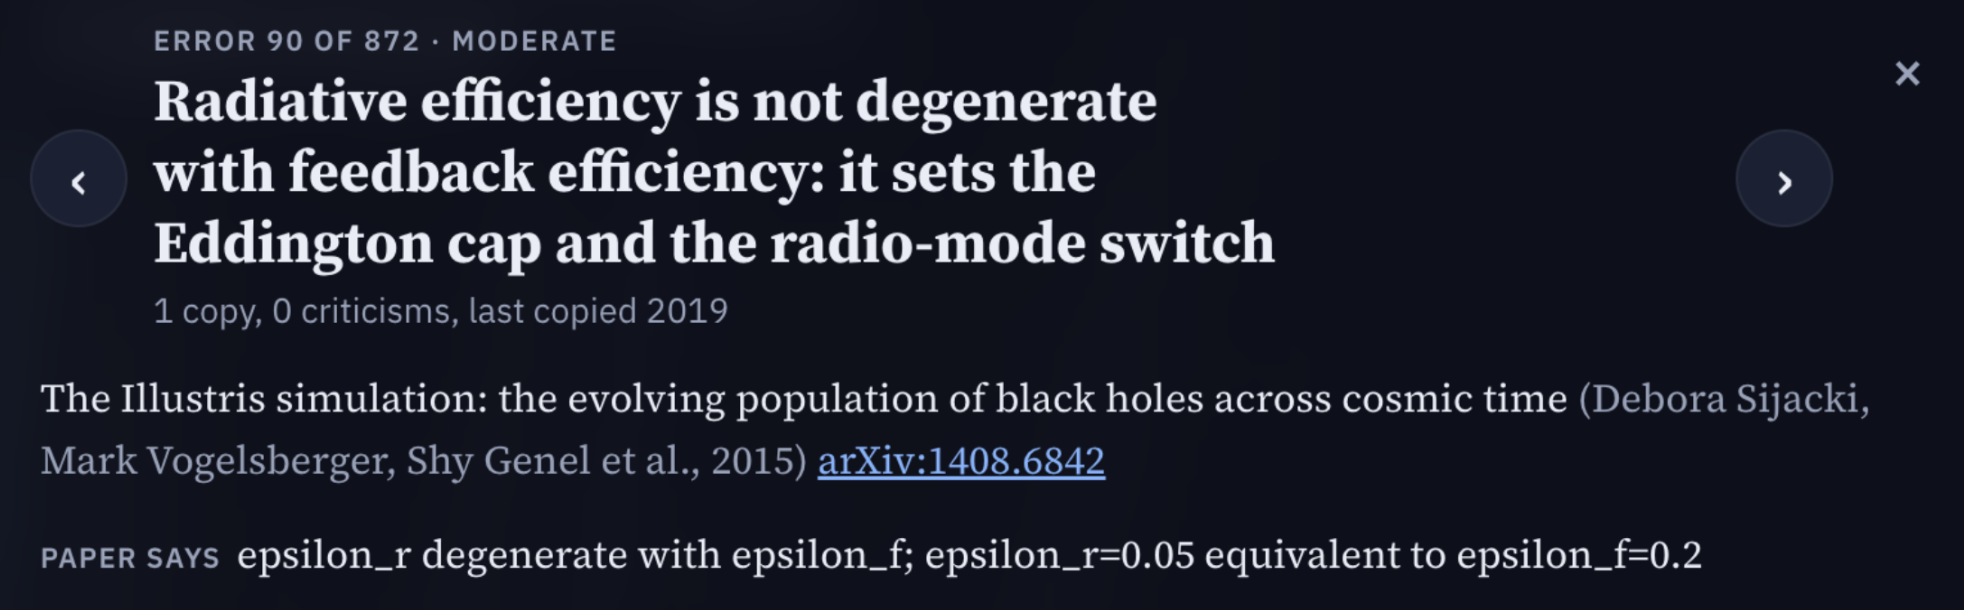 ERROR 90 OF 872 · MODERATE
Radiative efficiency is not degenerate
with feedback efficiency: it sets the
Eddington cap and the radio-mode switch
1 copy, 0 criticisms, last copied 2019
The Illustris simulation: the evolving population of black holes across cosmic time (Debora Sijacki,
Mark Vogelsberger, Shy Genel et al., 2015) arXiv:1408.6842
PAPER SAYS epsilon_r degenerate with epsilon_f; epsilon_r=0.05 equivalent to epsilon_f=0.2